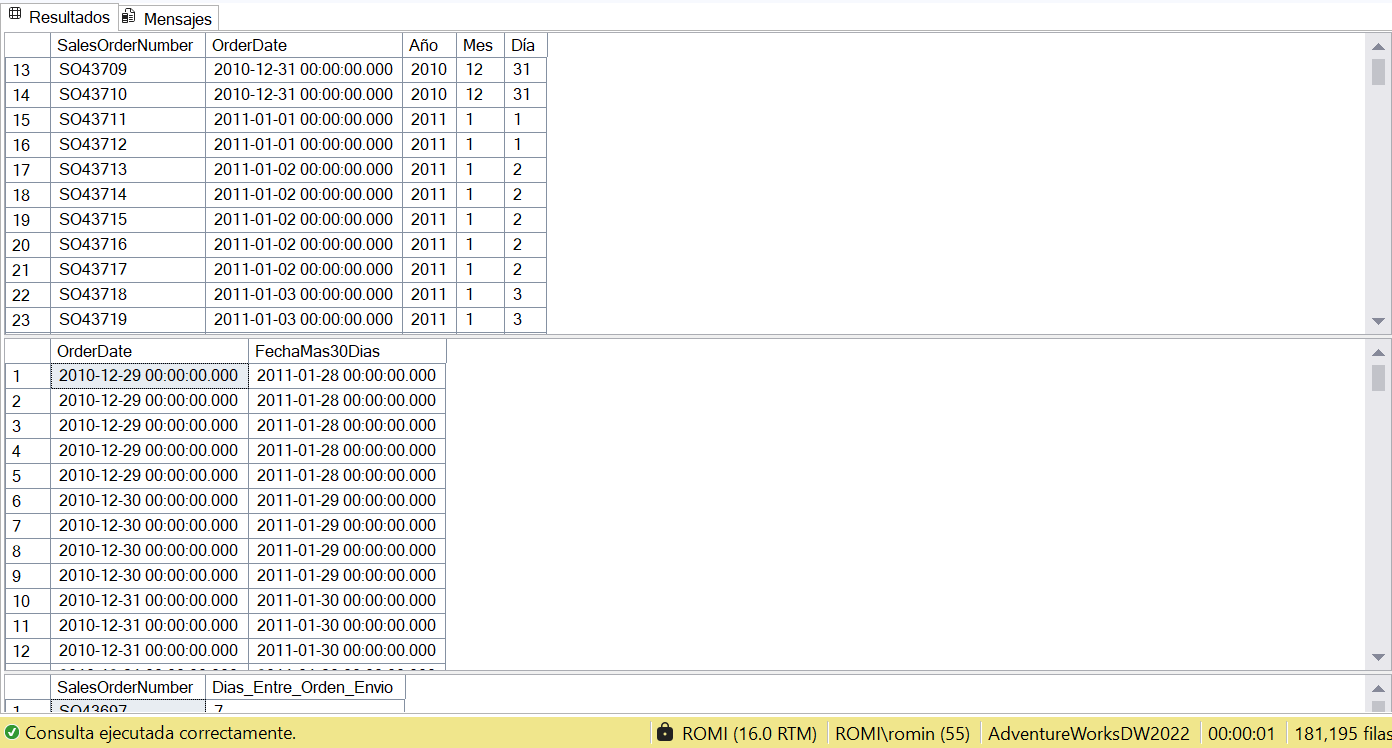 Resultados Mensajes
SalesOrderNumber OrderDate Año Mes Día
13 SO43709 2010-12-31 00:00:00.000 2010 12 31
14 SO43710 2010-12-31 00:00:00.000 2010 12 31
15 SO43711 2011-01-01 00:00:00.000 2011 1 1
16 SO43712 2011-01-01 00:00:00.000 2011 1 1
17 SO43713 2011-01-02 00:00:00.000 2011 1 2
18 SO43714 2011-01-02 00:00:00.000 2011 1 2
19 SO43715 2011-01-02 00:00:00.000 2011 1 2
20 SO43716 2011-01-02 00:00:00.000 2011 1 2
21 SO43717 2011-01-02 00:00:00.000 2011 1 2
22 SO43718 2011-01-03 00:00:00.000 2011 1 3
23 SO43719 2011-01-03 00:00:00.000 2011 1 3
OrderDate FechaMas30Dias
1 2010-12-29 00:00:00.000 2011-01-28 00:00:00.000
2 2010-12-29 00:00:00.000 2011-01-28 00:00:00.000
3 2010-12-29 00:00:00.000 2011-01-28 00:00:00.000
4 2010-12-29 00:00:00.000 2011-01-28 00:00:00.000
5 2010-12-29 00:00:00.000 2011-01-28 00:00:00.000
6 2010-12-30 00:00:00.000 2011-01-29 00:00:00.000
7 2010-12-30 00:00:00.000 2011-01-29 00:00:00.000
8 2010-12-30 00:00:00.000 2011-01-29 00:00:00.000
9 2010-12-30 00:00:00.000 2011-01-29 00:00:00.000
10 2010-12-31 00:00:00.000 2011-01-30 00:00:00.000
11 2010-12-31 00:00:00.000 2011-01-30 00:00:00.000
12 2010-12-31 00:00:00.000 2011-01-30 00:00:00.000
SalesOrderNumber Dias_Entre_Orden_Envio
1 SO43697 7
Consulta ejecutada correctamente. ROMI (16.0 RTM) ROMI\romin (55) AdventureWorksDW2022 00:00:01 181,195 filas